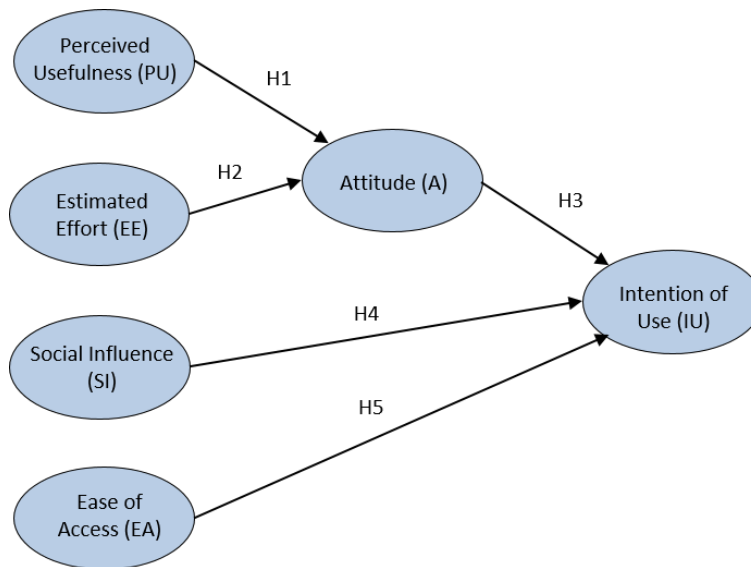 Perceived
Usefulness (PU)
H1
Attitude (A)
H2
Estimated
Effort (EE)
H3
Intention of
Use (IU)
H4
Social Influence
(SI)
H5
Ease of
Access (EA)